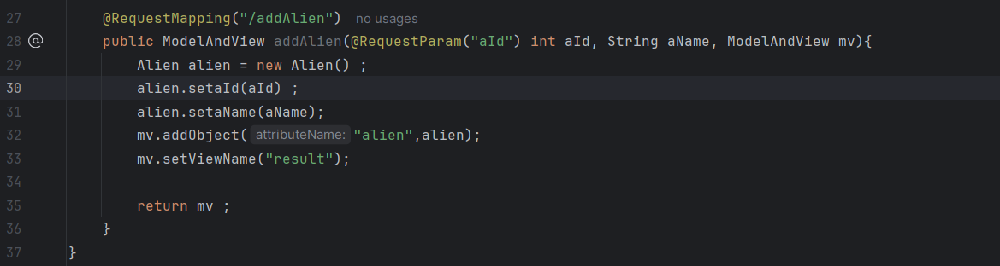 27 @RequestMapping("/addAlien") no usages
28 @ public ModelAndView addAlien(@RequestParam("aId") int aId, String aName, ModelAndView mv){
29 Alien alien = new Alien() ;
30 alien.setaId(aId) ;
31 alien.setaName(aName);
32 mv.addObject( attributeName: "alien",alien);
33 mv.setViewName("result");
34
35 return mv ;
36 }
37 }